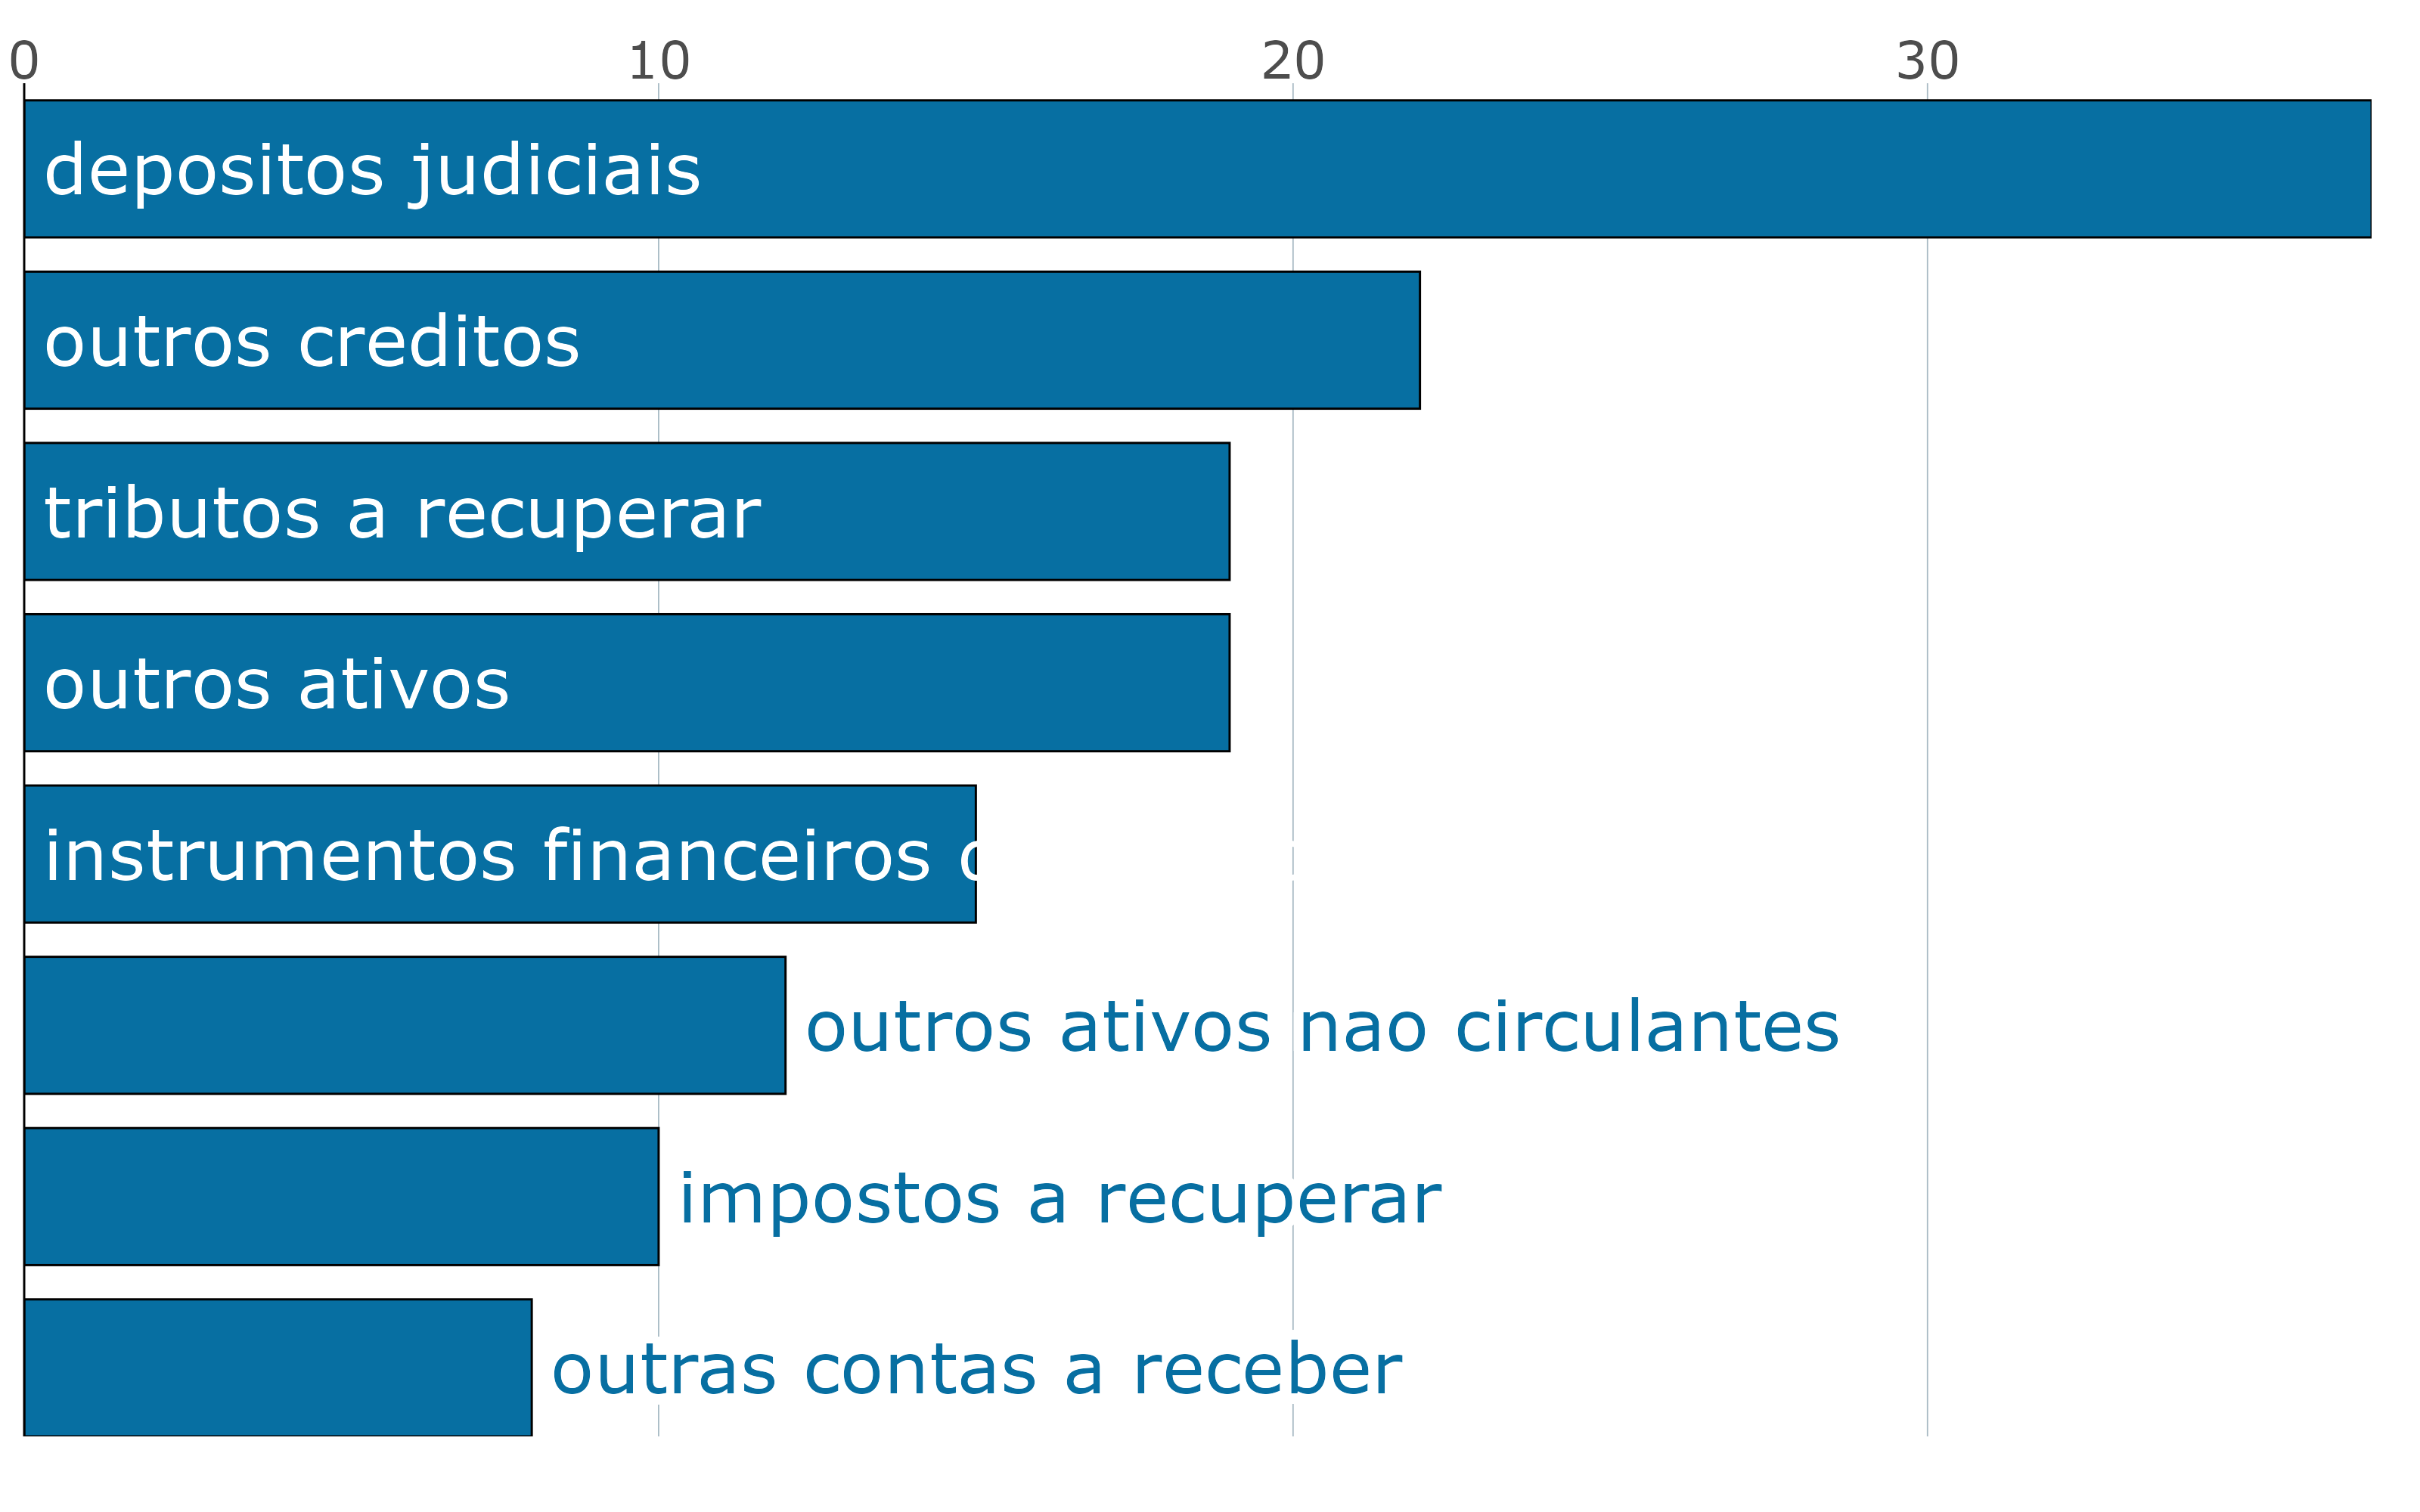 0 10 20 30
depositos judiciais
outros creditos
tributos a recuperar
outros ativos
instrumentos financeiros
outros ativos nao circulantes
impostos a recuperar
outras contas a receber